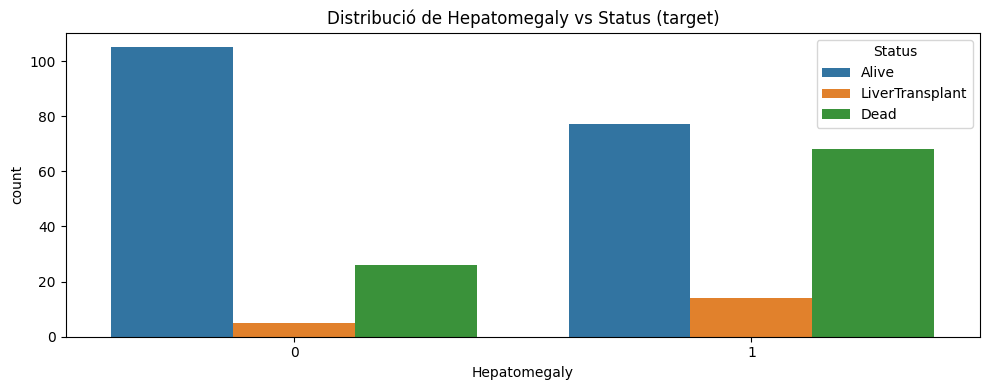 Distribució de Hepatomegaly vs Status (target)
Status
Alive
LiverTransplant
Dead
100
80
60
40
20
0
count
0 1
Hepatomegaly